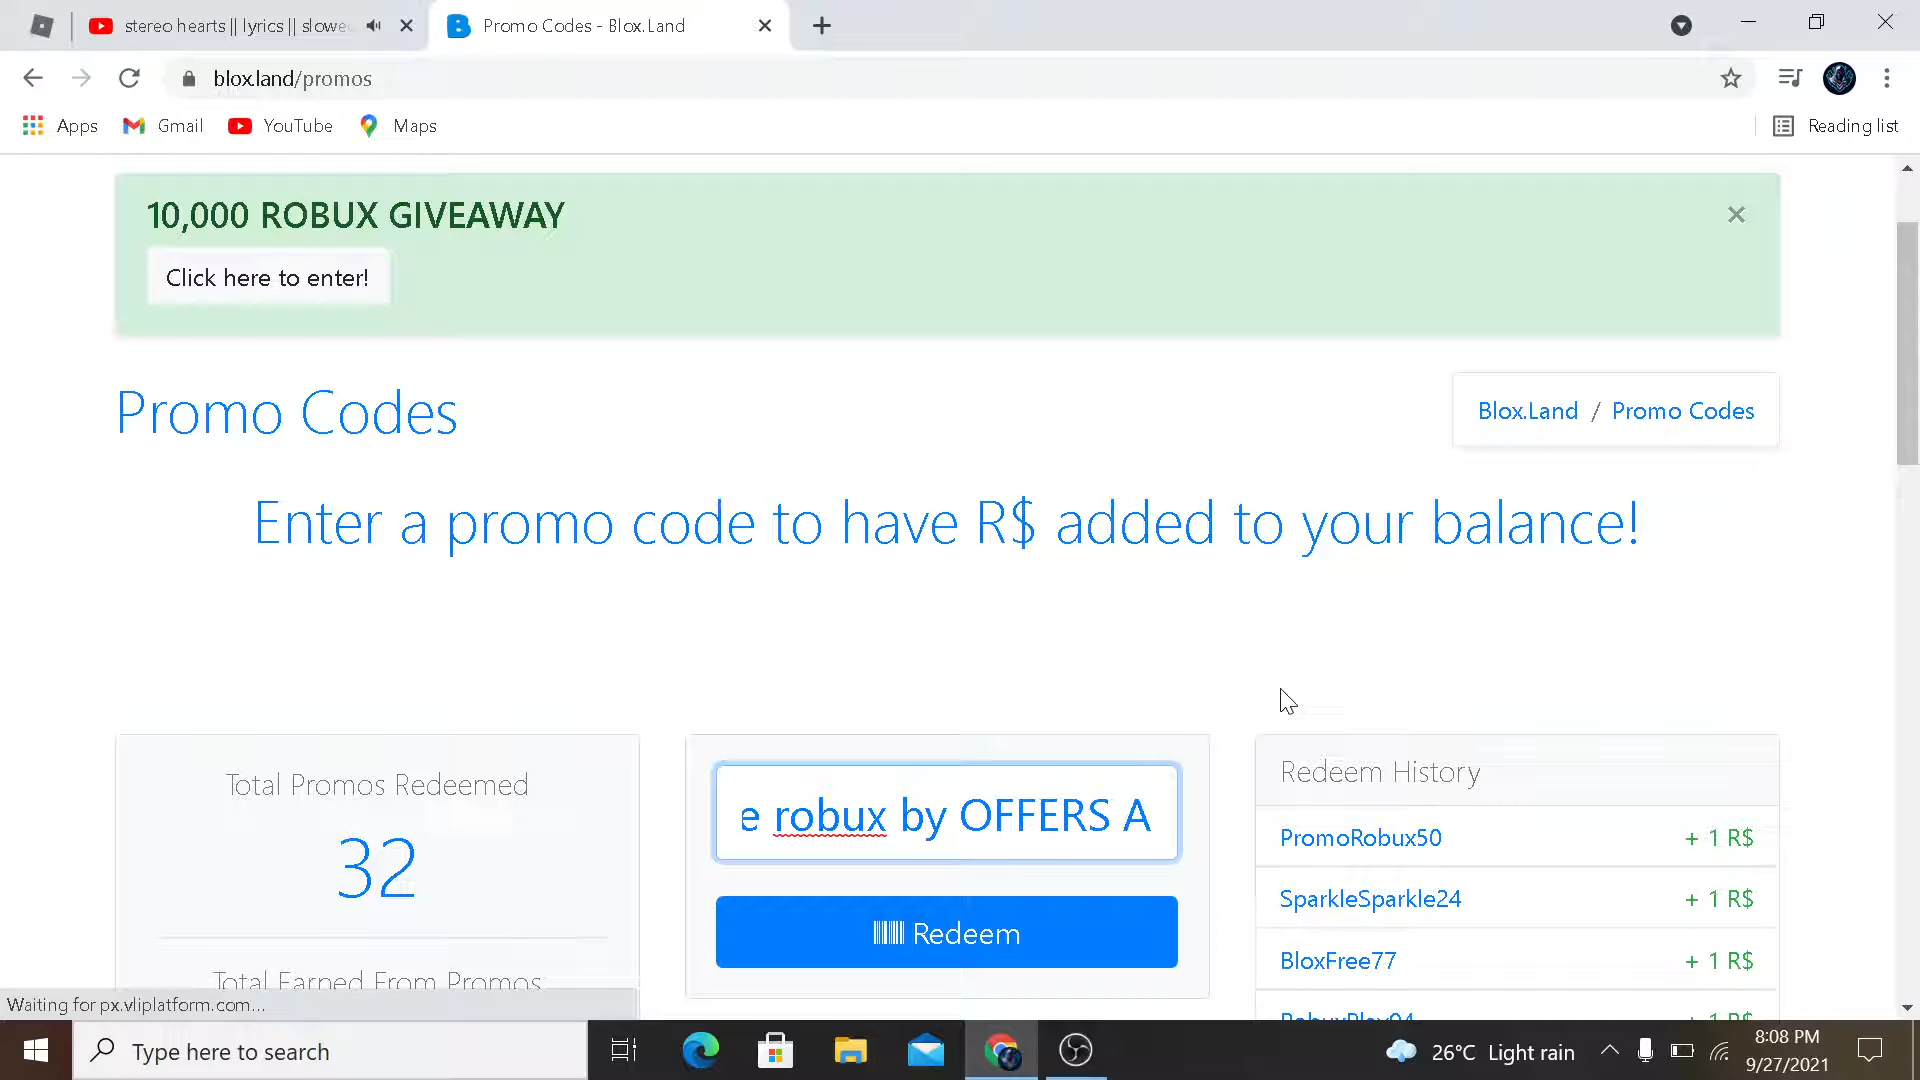 stereo hearts || lyrics || slowe
Promo Codes - Blox.Land
blox.land/promos
Apps
Gmail
YouTube
Maps
Reading list
10,000 ROBUX GIVEAWAY
Click here to enter!
Promo Codes
Blox.Land / Promo Codes
Enter a promo code to have R$ added to your balance!
Total Promos Redeemed
32
Total Earned From Promos
e robux by OFFERS A
Redeem
Redeem History
PromoRobux50 + 1 R$
SparkleSparkle24 + 1 R$
BloxFree77 + 1 R$
+ 1 R$
Waiting for px.vliplatform.com...
Type here to search
26°C Light rain
8:08 PM
9/27/2021